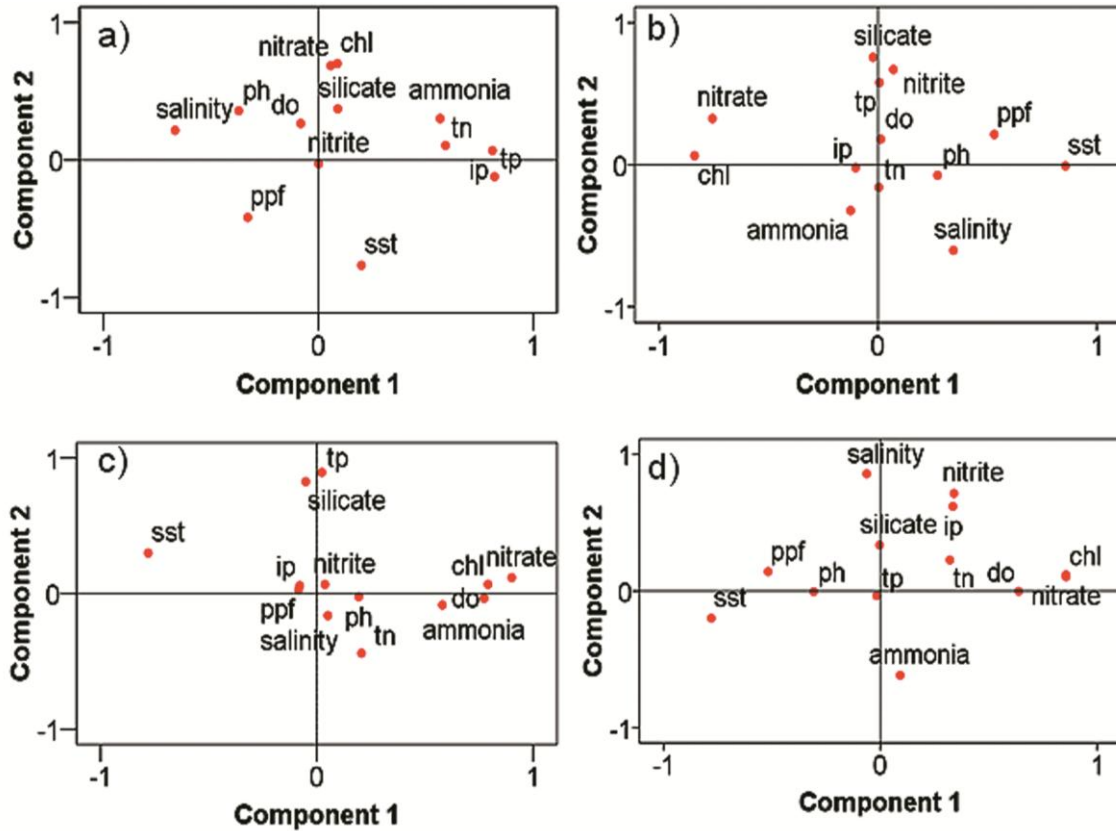 a)
1
nitrate chl
silicate ammonia
salinity ph do
tn
nitrite
tp
ip
0
ppf
sst
-1
-1 0 1
Component 1
Component 2
b)
1
silicate
nitrite
nitrate
tp
do
ppf
ip
ph
sst
tn
0
chl
ammonia salinity
-1
-1 0 1
Component 1
Component 2
c)
1
tp
silicate
sst
ip nitrite
chl nitrate
0
ppf
do
salinity ph tn ammonia
-1
-1 0 1
Component 1
Component 2
d)
1
salinity nitrite
silicate ip
ppf
ph tp tn do chl
0
sst
nitrate
ammonia
-1
-1 0 1
Component 1
Component 2